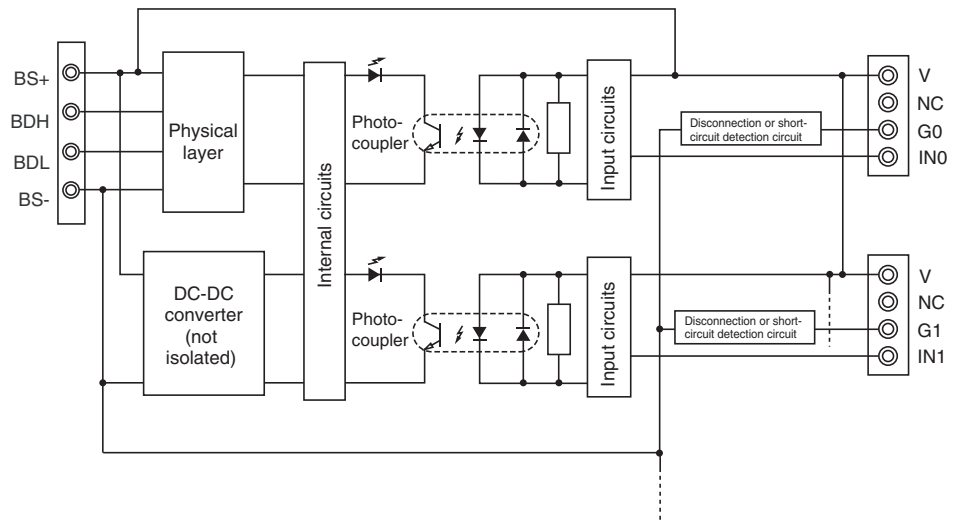 BS+
BDH
BDL
BS-
Physical
layer
DC-DC
converter
(not
isolated)
Internal circuits
Photo-
coupler
Input circuits
Disconnection or short-
circuit detection circuit
V
NC
G0
IN0
Photo-
coupler
Input circuits
Disconnection or short-
circuit detection circuit
V
NC
G1
IN1